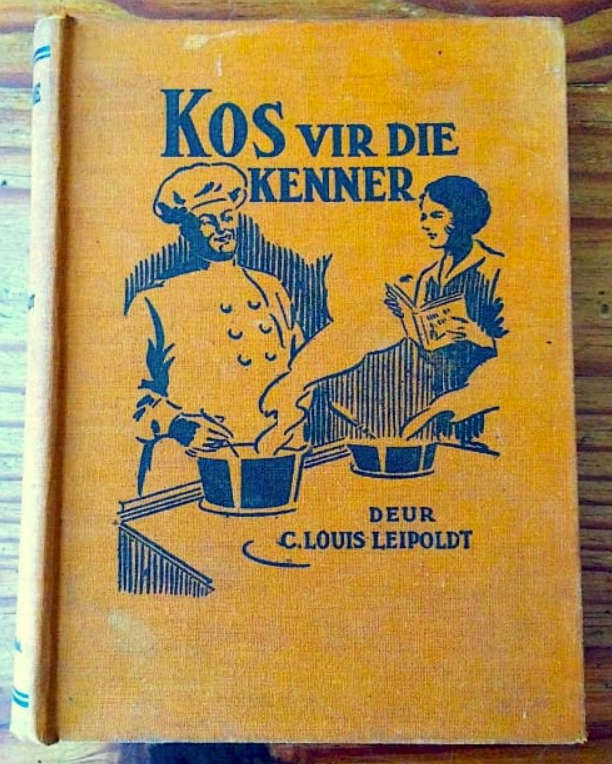 KOS VIR DIE
KENNER
DEUR
C. LOUIS LEIPOLDT